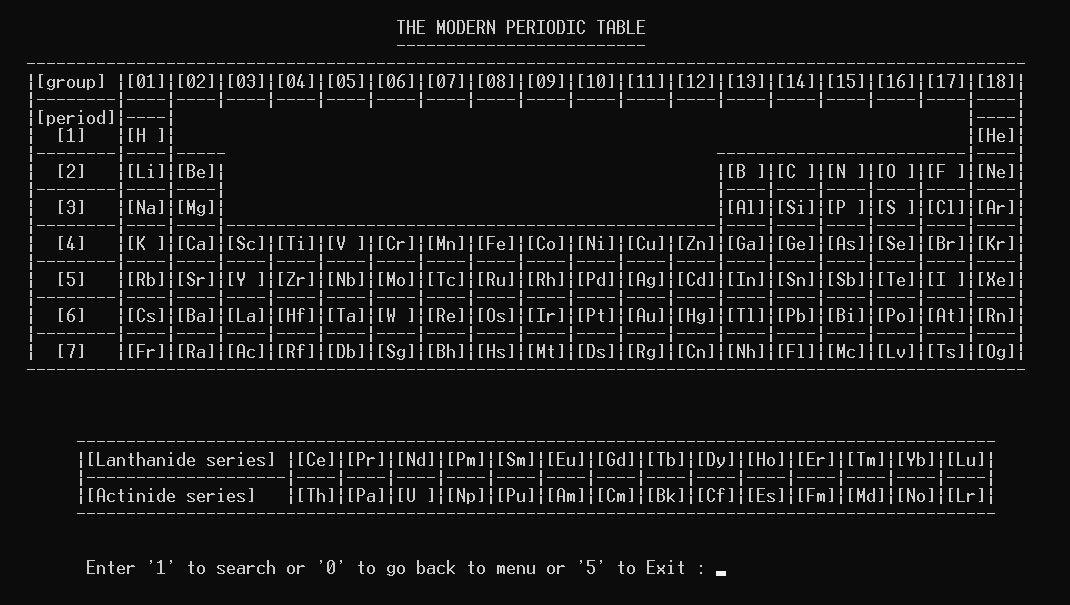 THE MODERN PERIODIC TABLE
[group] [01] [02] [03] [04] [05] [06] [07] [08] [09] [10] [11] [12] [13] [14] [15] [16] [17] [18]
[period]
[1] [H ] [He]
[2] [Li] [Be] [B ] [C ] [N ] [O ] [F ] [Ne]
[3] [Na] [Mg] [Al] [Si] [P ] [S ] [Cl] [Ar]
[4] [K ] [Ca] [Sc] [Ti] [V ] [Cr] [Mn] [Fe] [Co] [Ni] [Cu] [Zn] [Ga] [Ge] [As] [Se] [Br] [Kr]
[5] [Rb] [Sr] [Y ] [Zr] [Nb] [Mo] [Tc] [Ru] [Rh] [Pd] [Ag] [Cd] [In] [Sn] [Sb] [Te] [I ] [Xe]
[6] [Cs] [Ba] [La] [Hf] [Ta] [W ] [Re] [Os] [Ir] [Pt] [Au] [Hg] [Tl] [Pb] [Bi] [Po] [At] [Rn]
[7] [Fr] [Ra] [Ac] [Rf] [Db] [Sg] [Bh] [Hs] [Mt] [Ds] [Rg] [Cn] [Nh] [Fl] [Mc] [Lv] [Ts] [Og]
[Lanthanide series] [Ce] [Pr] [Nd] [Pm] [Sm] [Eu] [Gd] [Tb] [Dy] [Ho] [Er] [Tm] [Yb] [Lu]
[Actinide series] [Th] [Pa] [U ] [Np] [Pu] [Am] [Cm] [Bk] [Cf] [Es] [Fm] [Md] [No] [Lr]
Enter '1' to search or '0' to go back to menu or '5' to Exit :